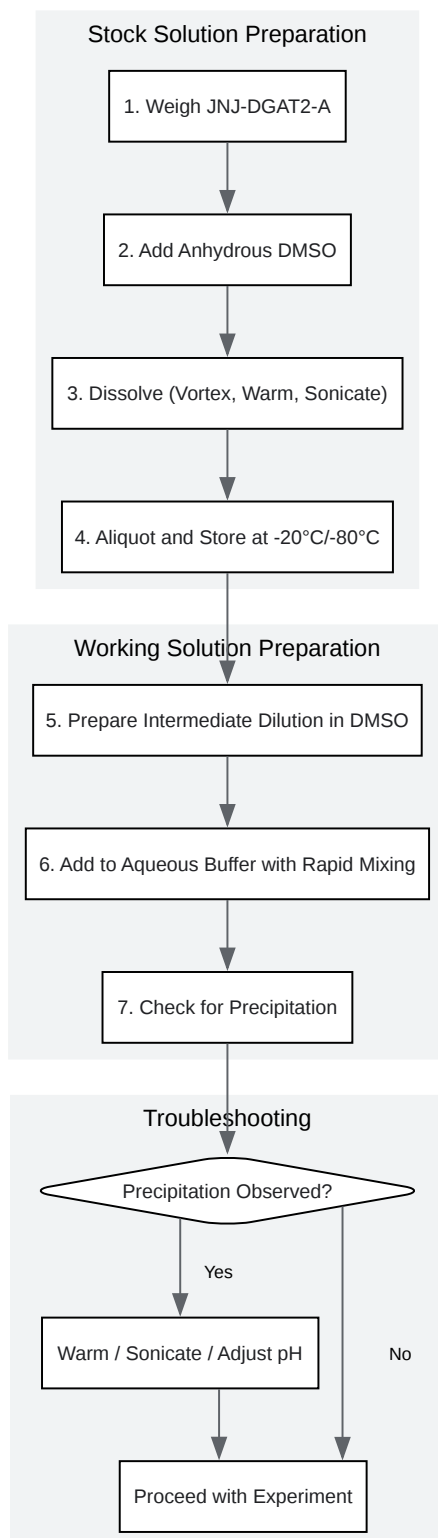 Stock Solution Preparation
1. Weigh JNJ-DGAT2-A
2. Add Anhydrous DMSO
3. Dissolve (Vortex, Warm, Sonicate)
4. Aliquot and Store at -20°C/-80°C
Working Solution Preparation
5. Prepare Intermediate Dilution in DMSO
6. Add to Aqueous Buffer with Rapid Mixing
7. Check for Precipitation
Troubleshooting
Precipitation Observed?
Yes
Warm / Sonicate / Adjust pH
No
Proceed with Experiment